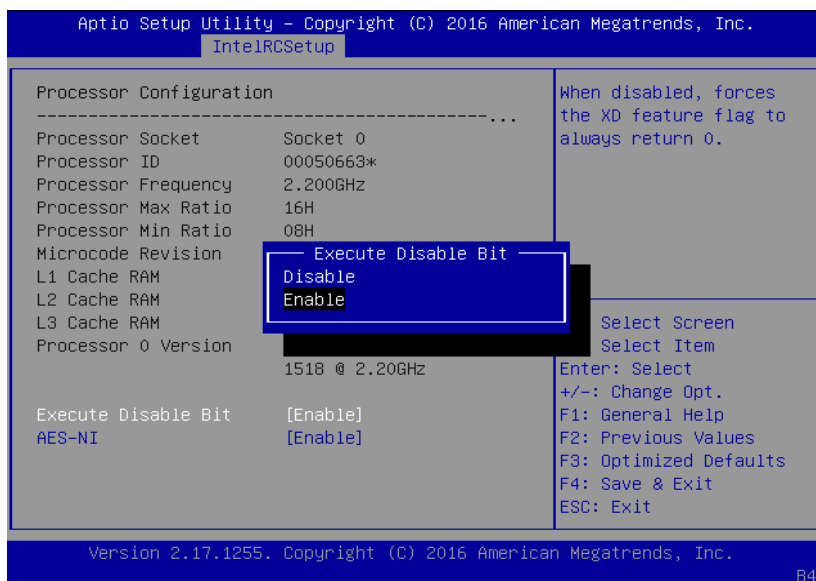 Aptio Setup Utility – Copyright (C) 2016 American Megatrends, Inc.
IntelRCSetup
Processor Configuration
--------------------------------------------...
Processor Socket Socket 0
Processor ID 00050663*
Processor Frequency 2.200GHz
Processor Max Ratio 16H
Processor Min Ratio 08H
Microcode Revision
L1 Cache RAM
L2 Cache RAM
L3 Cache RAM
Processor 0 Version
1518 @ 2.20GHz
Execute Disable Bit [Enable]
AES-NI [Enable]
Execute Disable Bit
Disable
Enable
When disabled, forces
the XD feature flag to
always return 0.
Select Screen
Select Item
Enter: Select
+/-: Change Opt.
F1: General Help
F2: Previous Values
F3: Optimized Defaults
F4: Save & Exit
ESC: Exit
Version 2.17.1255. Copyright (C) 2016 American Megatrends, Inc.
B4